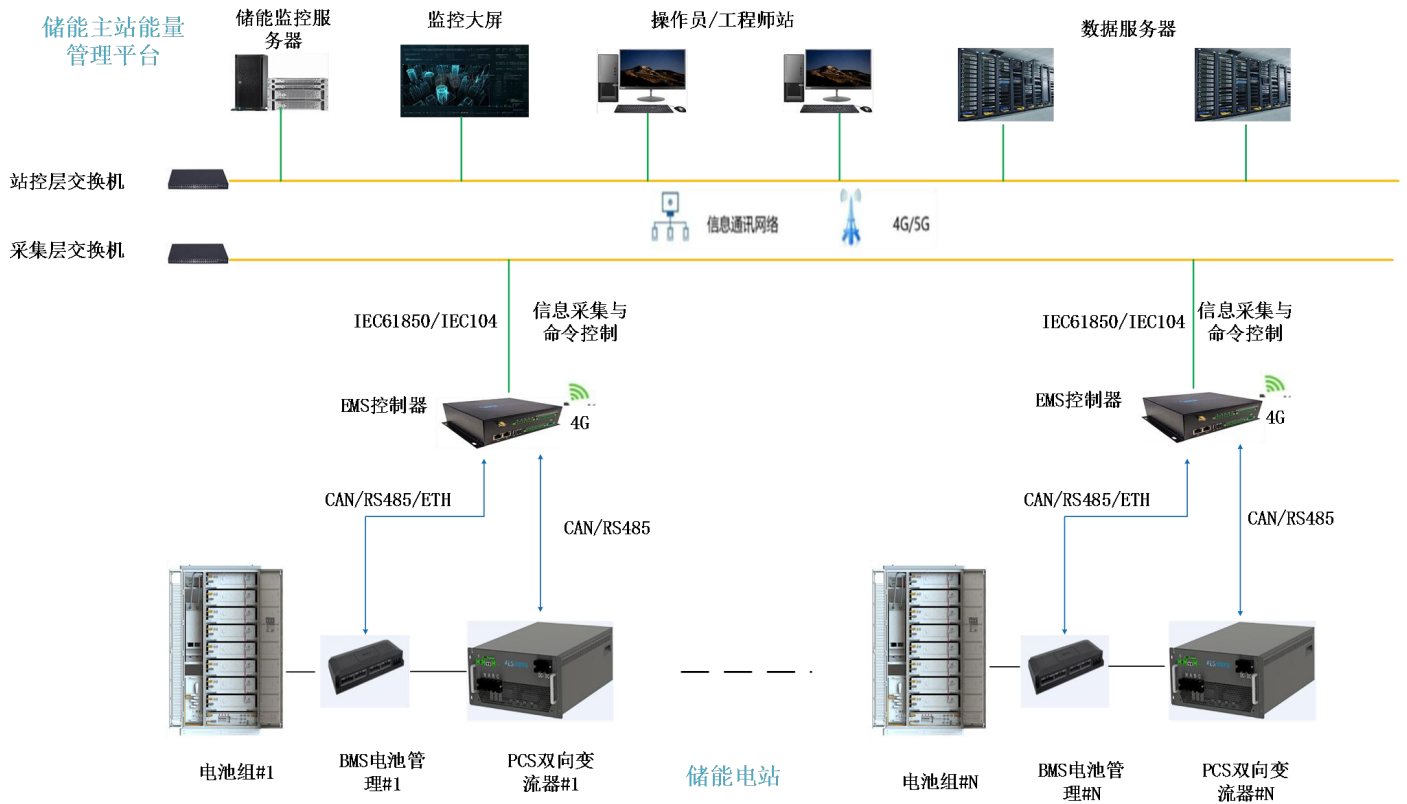 储能主站能量
管理平台
储能监控服
务器
监控大屏
操作员/工程师站
数据服务器
站控层交换机
信息通讯网络
4G/5G
采集层交换机
IEC61850/IEC104
信息采集与
命令控制
IEC61850/IEC104
信息采集与
命令控制
EMS控制器
4G
EMS控制器
4G
CAN/RS485/ETH
CAN/RS485
CAN/RS485/ETH
CAN/RS485
电池组#1
BMS电池管
理#1
PCS双向变
流器#1
储能电站
电池组#N
BMS电池管
理#N
PCS双向变
流器#N